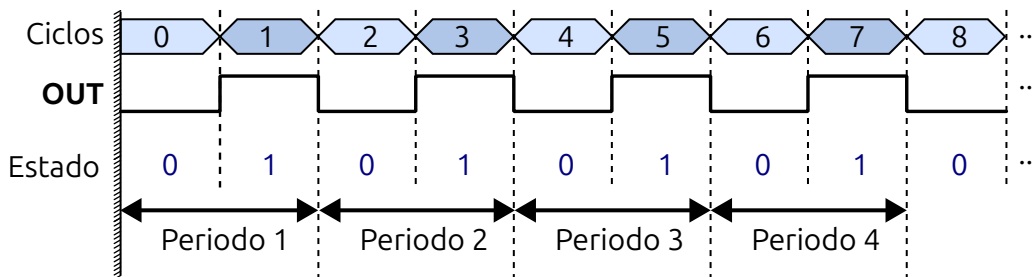 Ciclos 0 1 2 3 4 5 6 7 8 ..
OUT ..
Estado 0 1 0 1 0 1 0 1 0 ..
Periodo 1 Periodo 2 Periodo 3 Periodo 4